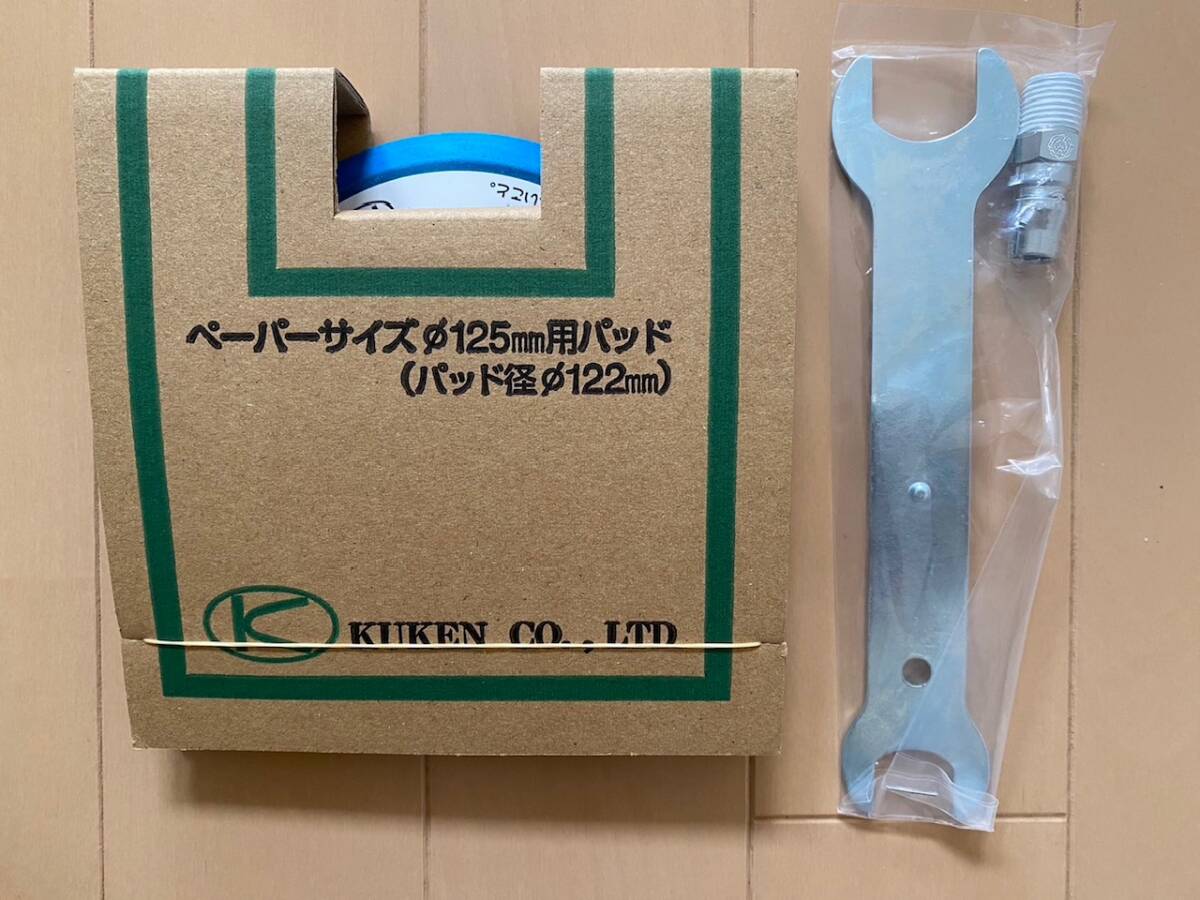 ペーパーサイズφ125mm用パッド
(パッド径φ122mm)
K KUKEN CO.,LTD